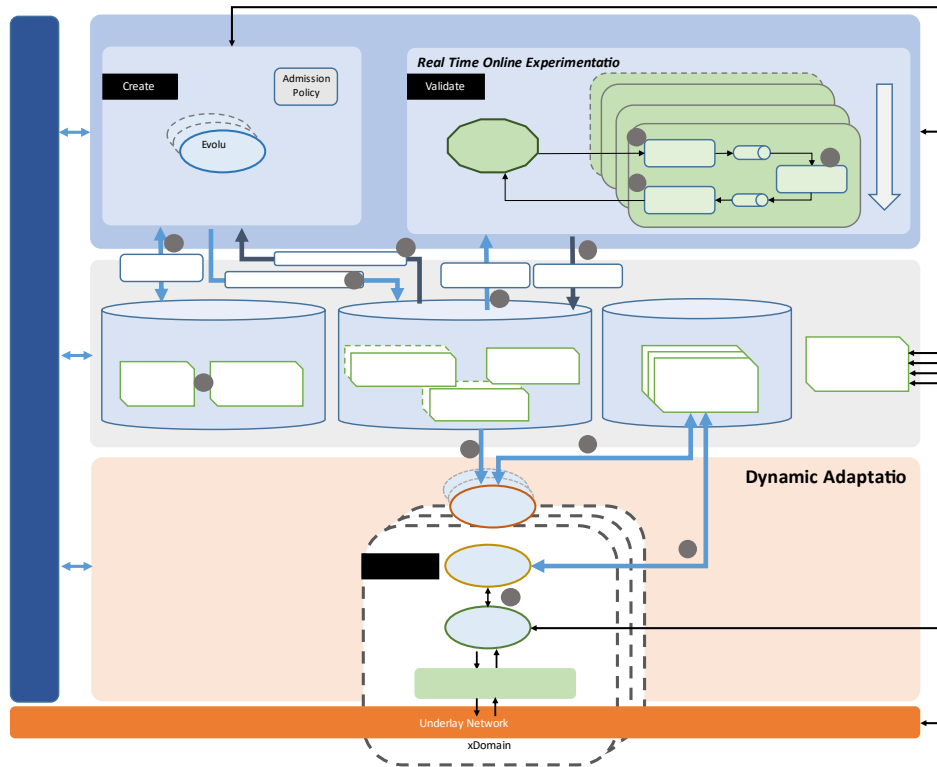 Real Time Online Experimentatio
Create
Admission
Policy
Validate
Evolu
Dynamic Adaptatio
Underlay Network
xDomain